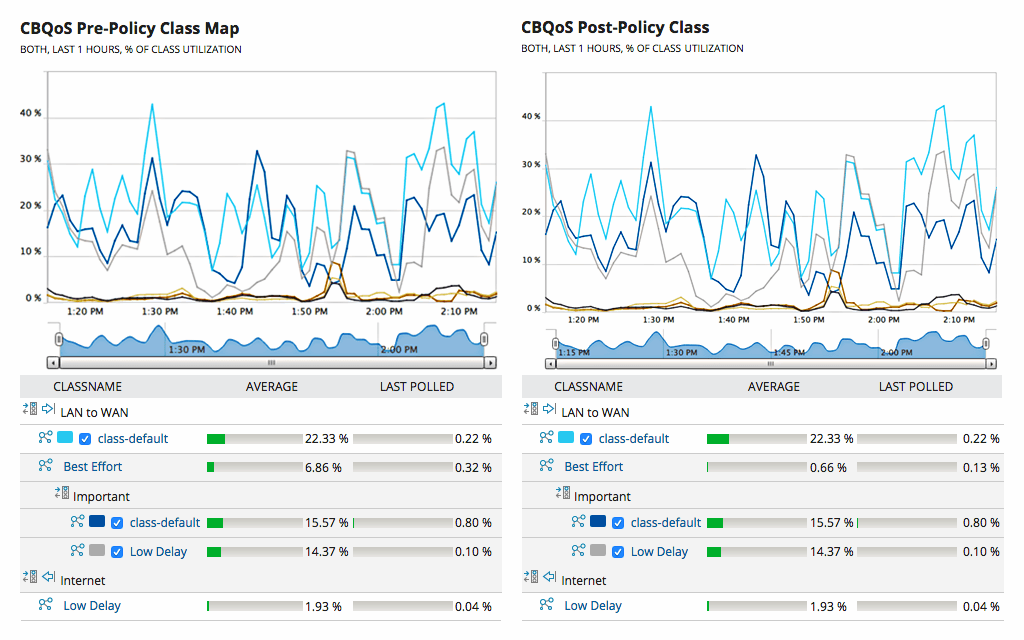 CBQoS Pre-Policy Class Map
BOTH, LAST 1 HOURS, % OF CLASS UTILIZATION
40 %
30 %
20 %
10 %
0 %
1:20 PM 1:30 PM 1:40 PM 1:50 PM 2:00 PM 2:10 PM
1:30 PM 2:00 PM
CLASSNAME AVERAGE LAST POLLED
LAN to WAN
class-default 22.33 % 0.22 %
Best Effort 6.86 % 0.32 %
Important
class-default 15.57 % 0.80 %
Low Delay 14.37 % 0.10 %
Internet
Low Delay 1.93 % 0.04 %
CBQoS Post-Policy Class
BOTH, LAST 1 HOURS, % OF CLASS UTILIZATION
40 %
30 %
20 %
10 %
0 %
1:20 PM 1:30 PM 1:40 PM 1:50 PM 2:00 PM 2:10 PM
1:15 PM 1:30 PM 1:45 PM 2:00 PM
CLASSNAME AVERAGE LAST POLLED
LAN to WAN
class-default 22.33 % 0.22 %
Best Effort 0.66 % 0.13 %
Important
class-default 15.57 % 0.80 %
Low Delay 14.37 % 0.10 %
Internet
Low Delay 1.93 % 0.04 %